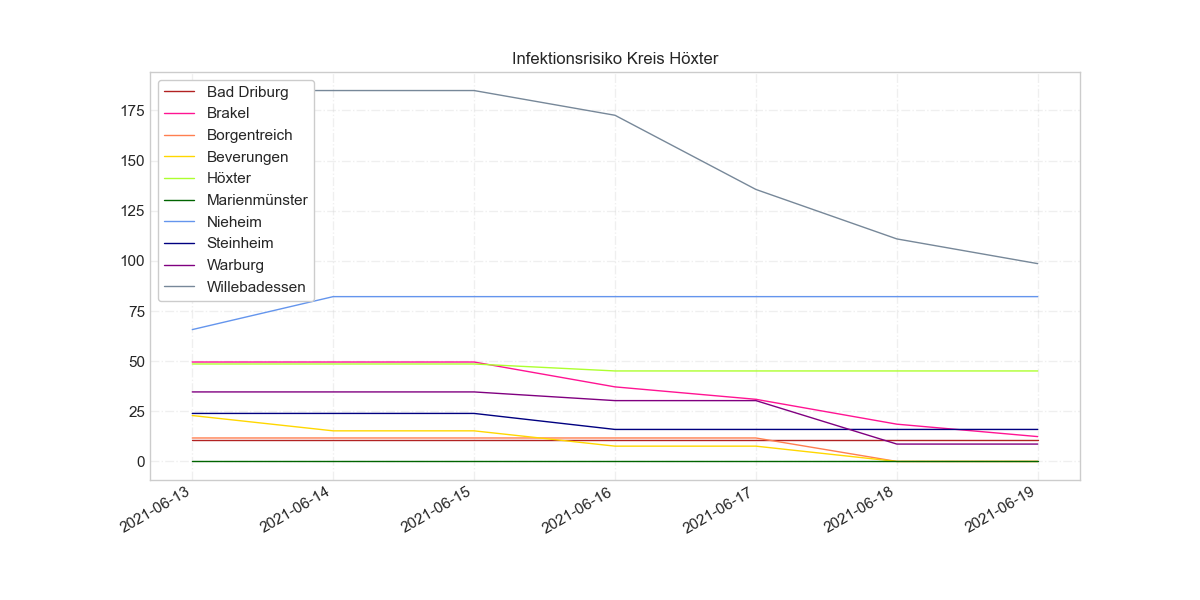 Infektionsrisiko Kreis Höxter
Bad Driburg
Brakel
Borgentreich
Beverungen
Höxter
Marienmünster
Nieheim
Steinheim
Warburg
Willebadessen
175
150
125
100
75
50
25
0
2021-06-13
2021-06-14
2021-06-15
2021-06-16
2021-06-17
2021-06-18
2021-06-19